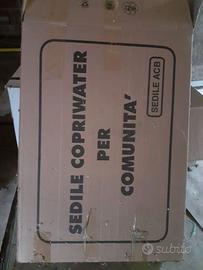 SEDILE COPRIWATER
PER
COMUNITA'
SEDILE ACB
subito